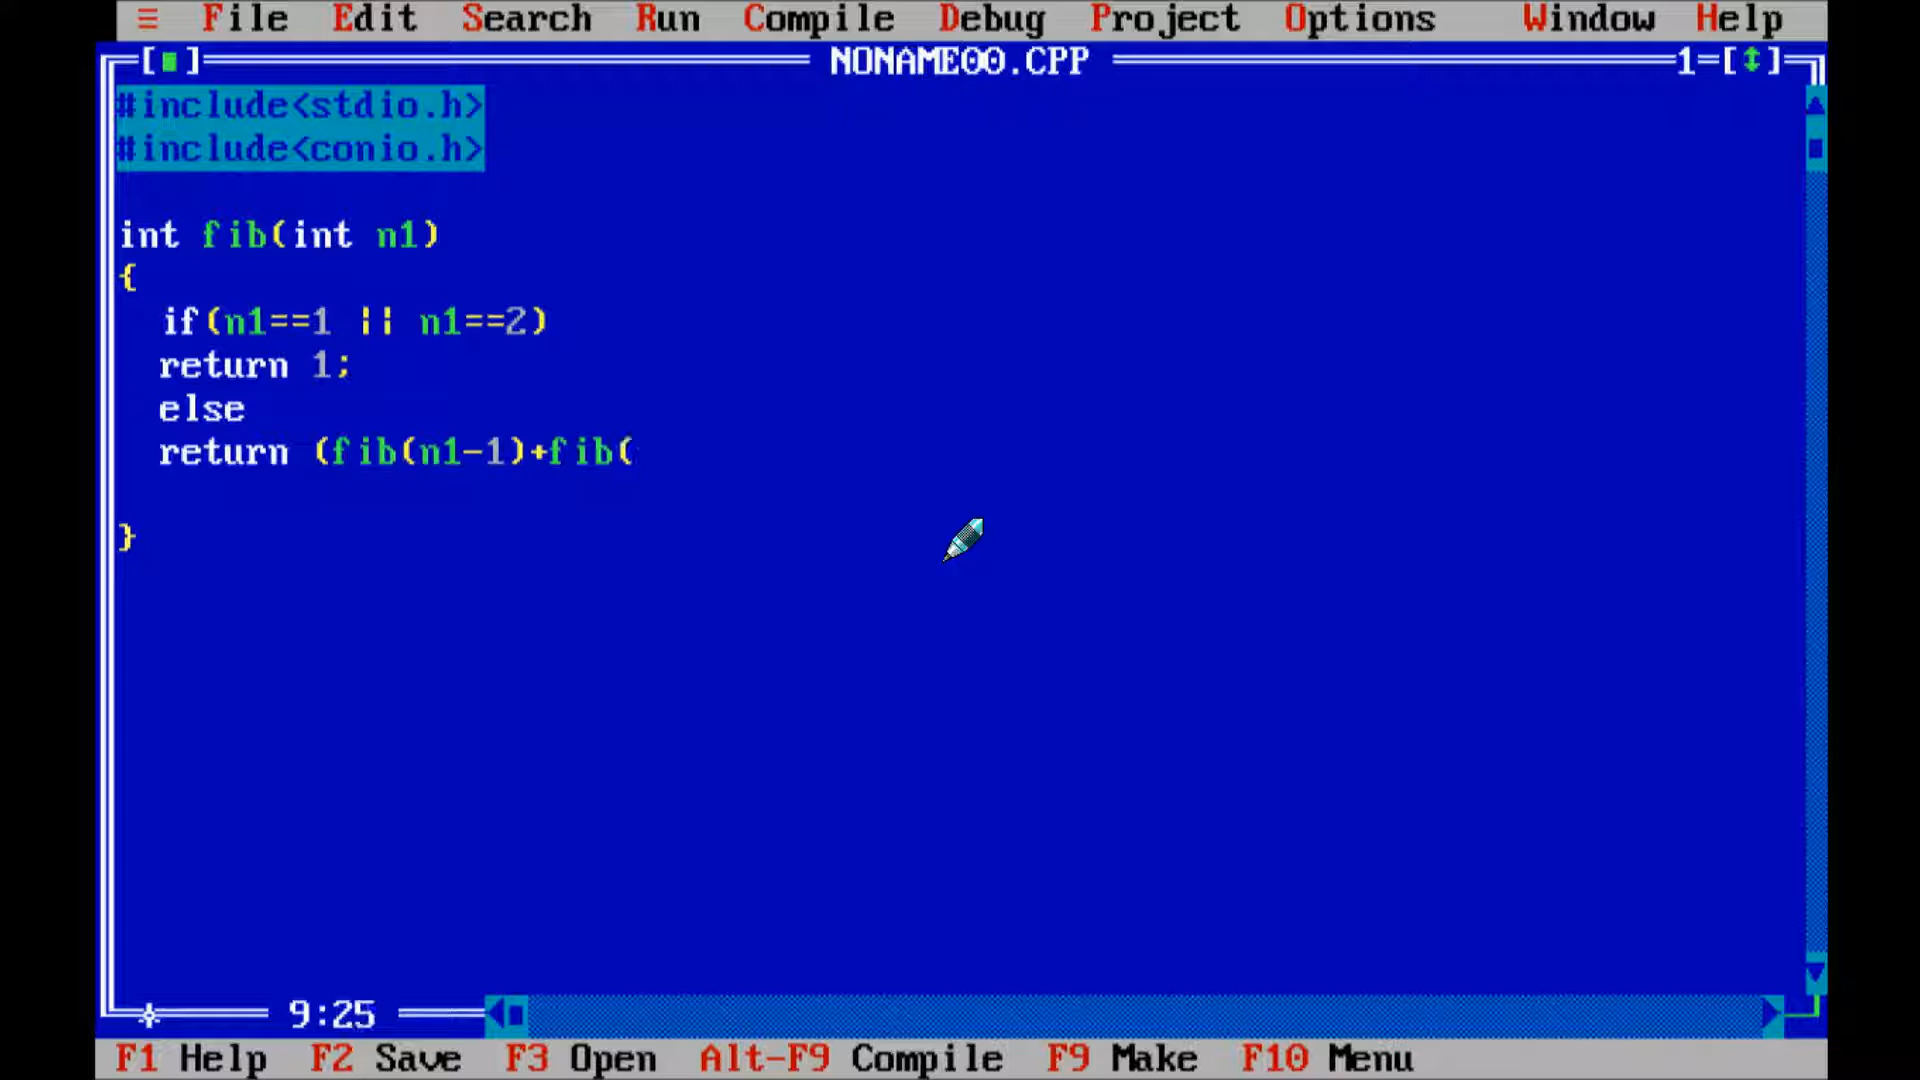 ≡ File Edit Search Run Compile Debug Project Options Window Help
[■] NONAME00.CPP 1=[↕]
#include<stdio.h>
#include<conio.h>
int fib(int n1)
{
if(n1==1 || n1==2)
return 1;
else
return (fib(n1-1)+fib(
}
9:25
F1 Help F2 Save F3 Open Alt-F9 Compile F9 Make F10 Menu